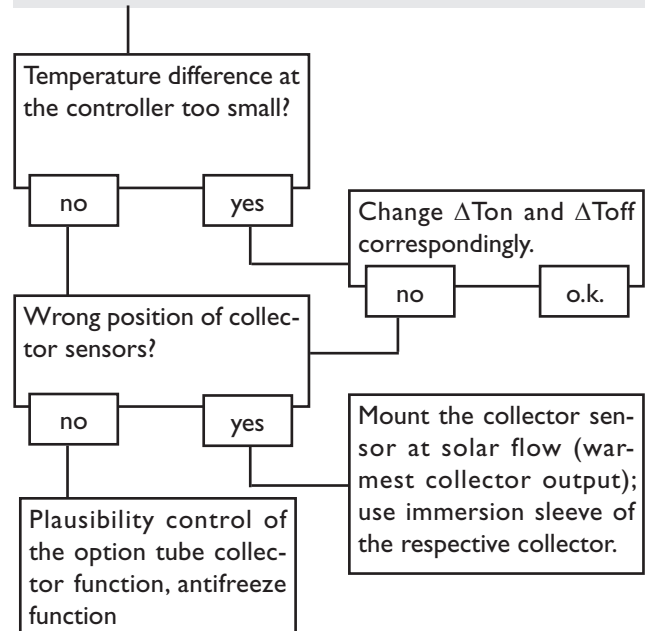 Temperature difference at
the controller too small?
no
yes
Change ΔTon and ΔToff
correspondingly.
no
o.k.
Wrong position of collec-
tor sensors?
no
yes
Mount the collector sen-
sor at solar flow (war-
mest collector output);
use immersion sleeve of
the respective collector.
Plausibility control of
the option tube collec-
tor function, antifreeze
function